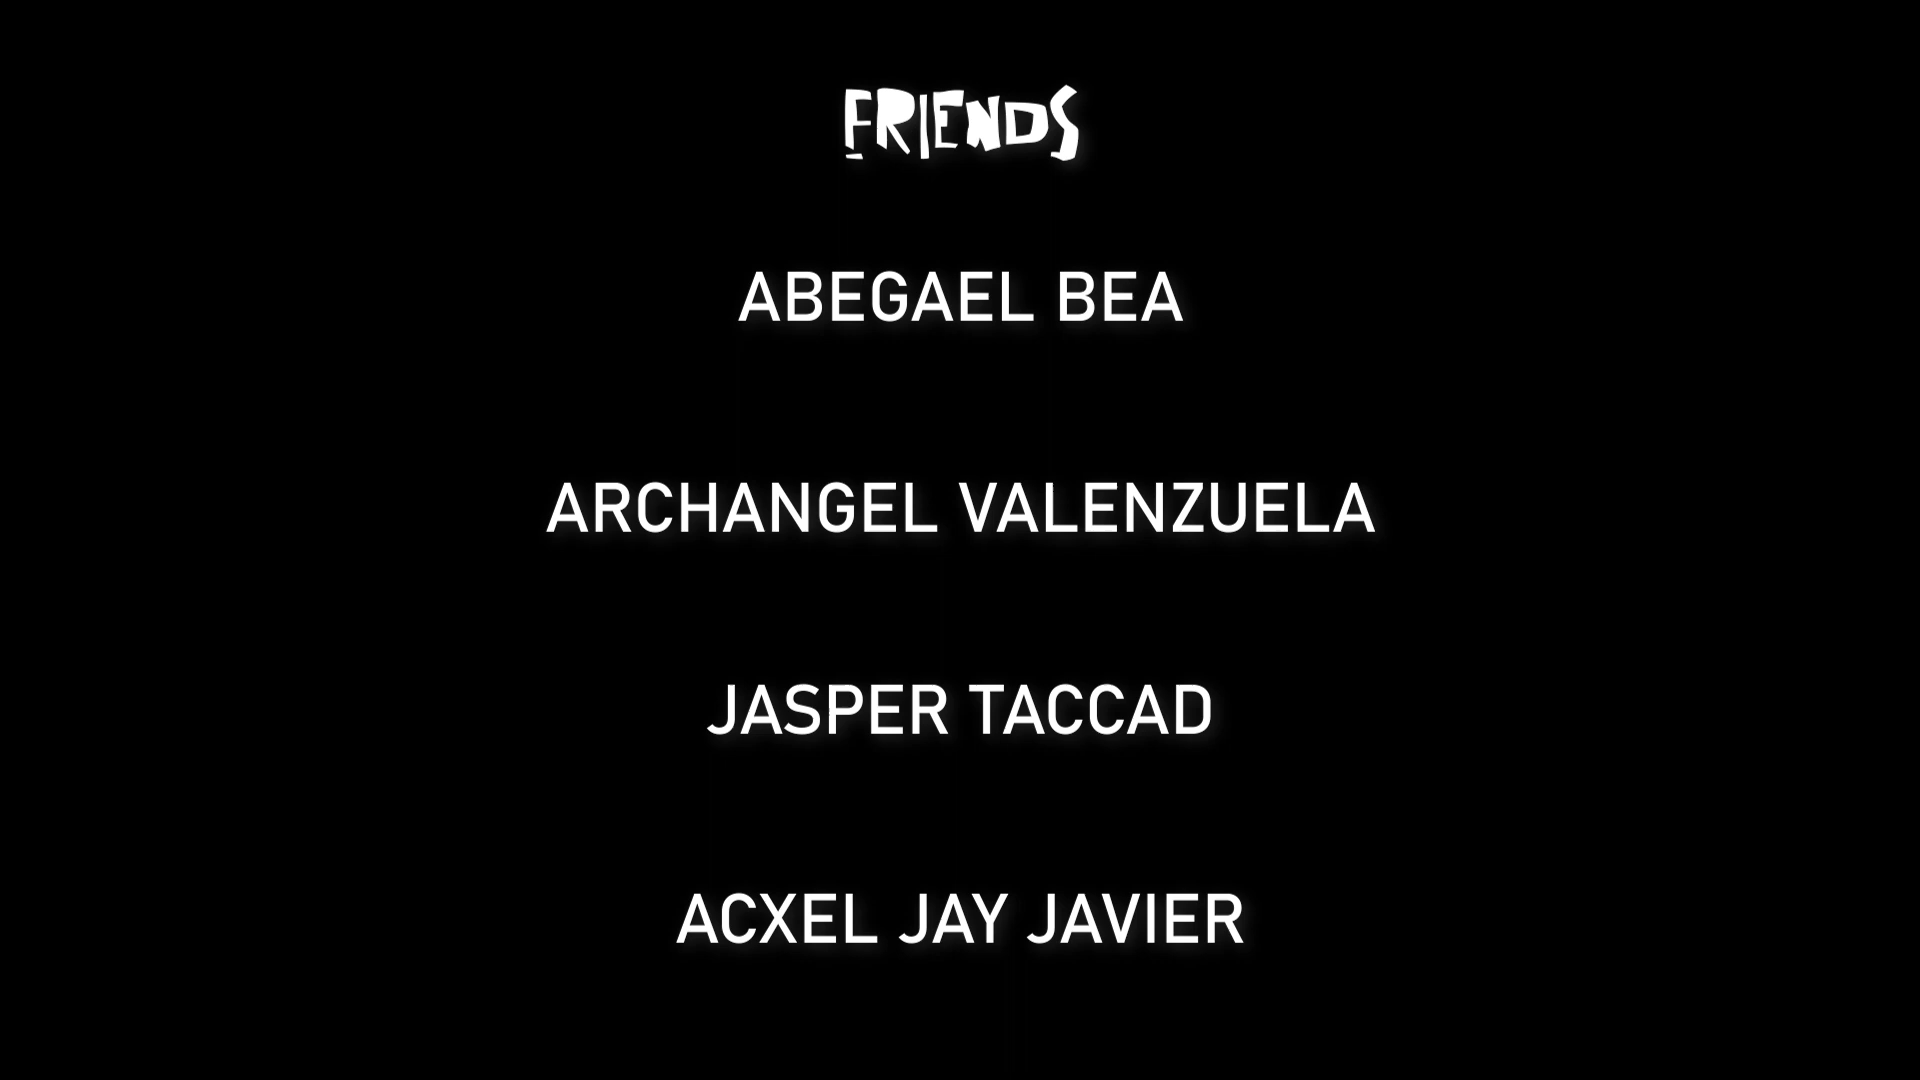 FRIENDS
ABEGAEL BEA
ARCHANGEL VALENZUELA
JASPER TACCAD
ACXEL JAY JAVIER